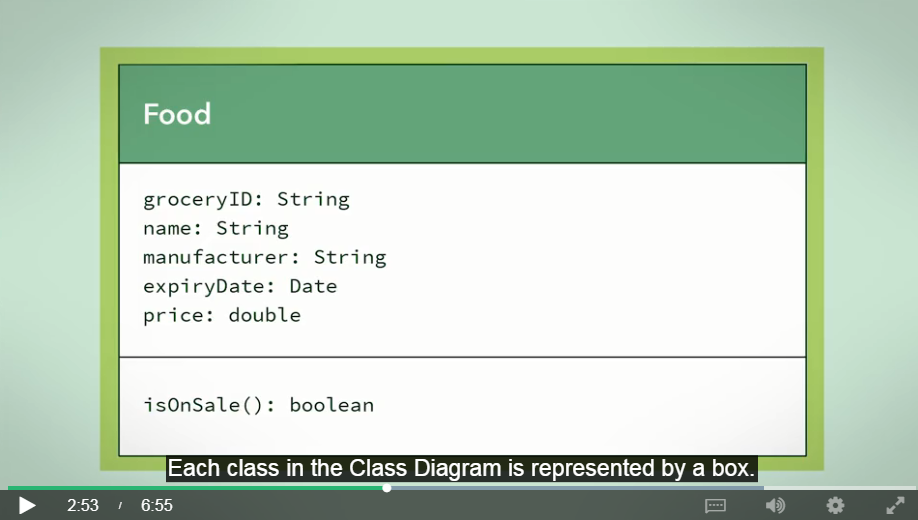 Food
groceryID: String
name: String
manufacturer: String
expiryDate: Date
price: double
isOnSale(): boolean
Each class in the Class Diagram is represented by a box.
2:53 / 6:55